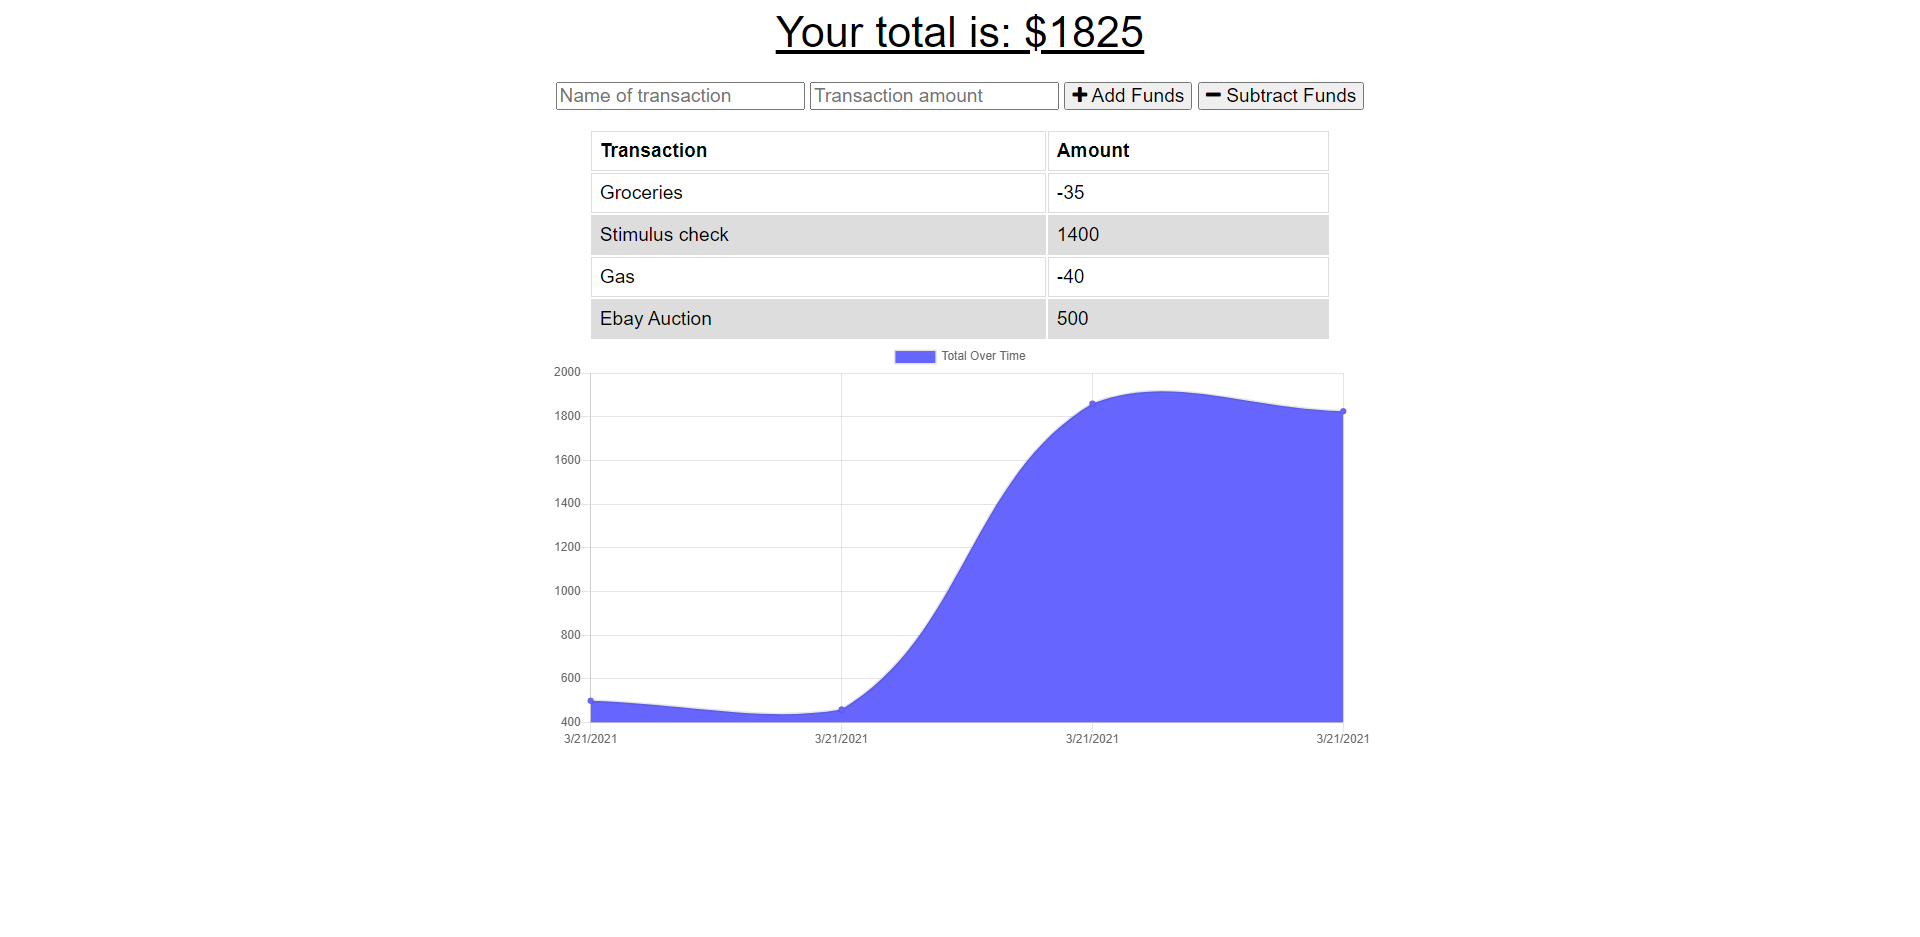 Your total is: $1825
Name of transaction Transaction amount Add Funds Subtract Funds
Transaction Amount
Groceries -35
Stimulus check 1400
Gas -40
Ebay Auction 500
Total Over Time
2000
1800
1600
1400
1200
1000
800
600
400
3/21/2021 3/21/2021 3/21/2021 3/21/2021